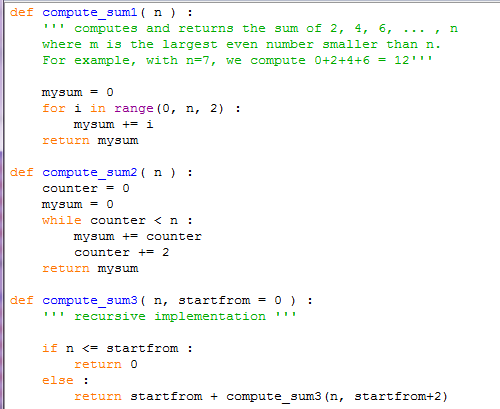 def compute_sum1( n ) :
    ''' computes and returns the sum of 2, 4, 6, ... , n
    where m is the largest even number smaller than n.
    For example, with n=7, we compute 0+2+4+6 = 12'''
    mysum = 0
    for i in range(0, n, 2) :
        mysum += i
    return mysum
def compute_sum2( n ) :
    counter = 0
    mysum = 0
    while counter < n :
        mysum += counter
        counter += 2
    return mysum
def compute_sum3( n, startfrom = 0 ) :
    ''' recursive implementation '''
    if n <= startfrom :
        return 0
    else :
        return startfrom + compute_sum3(n, startfrom+2)